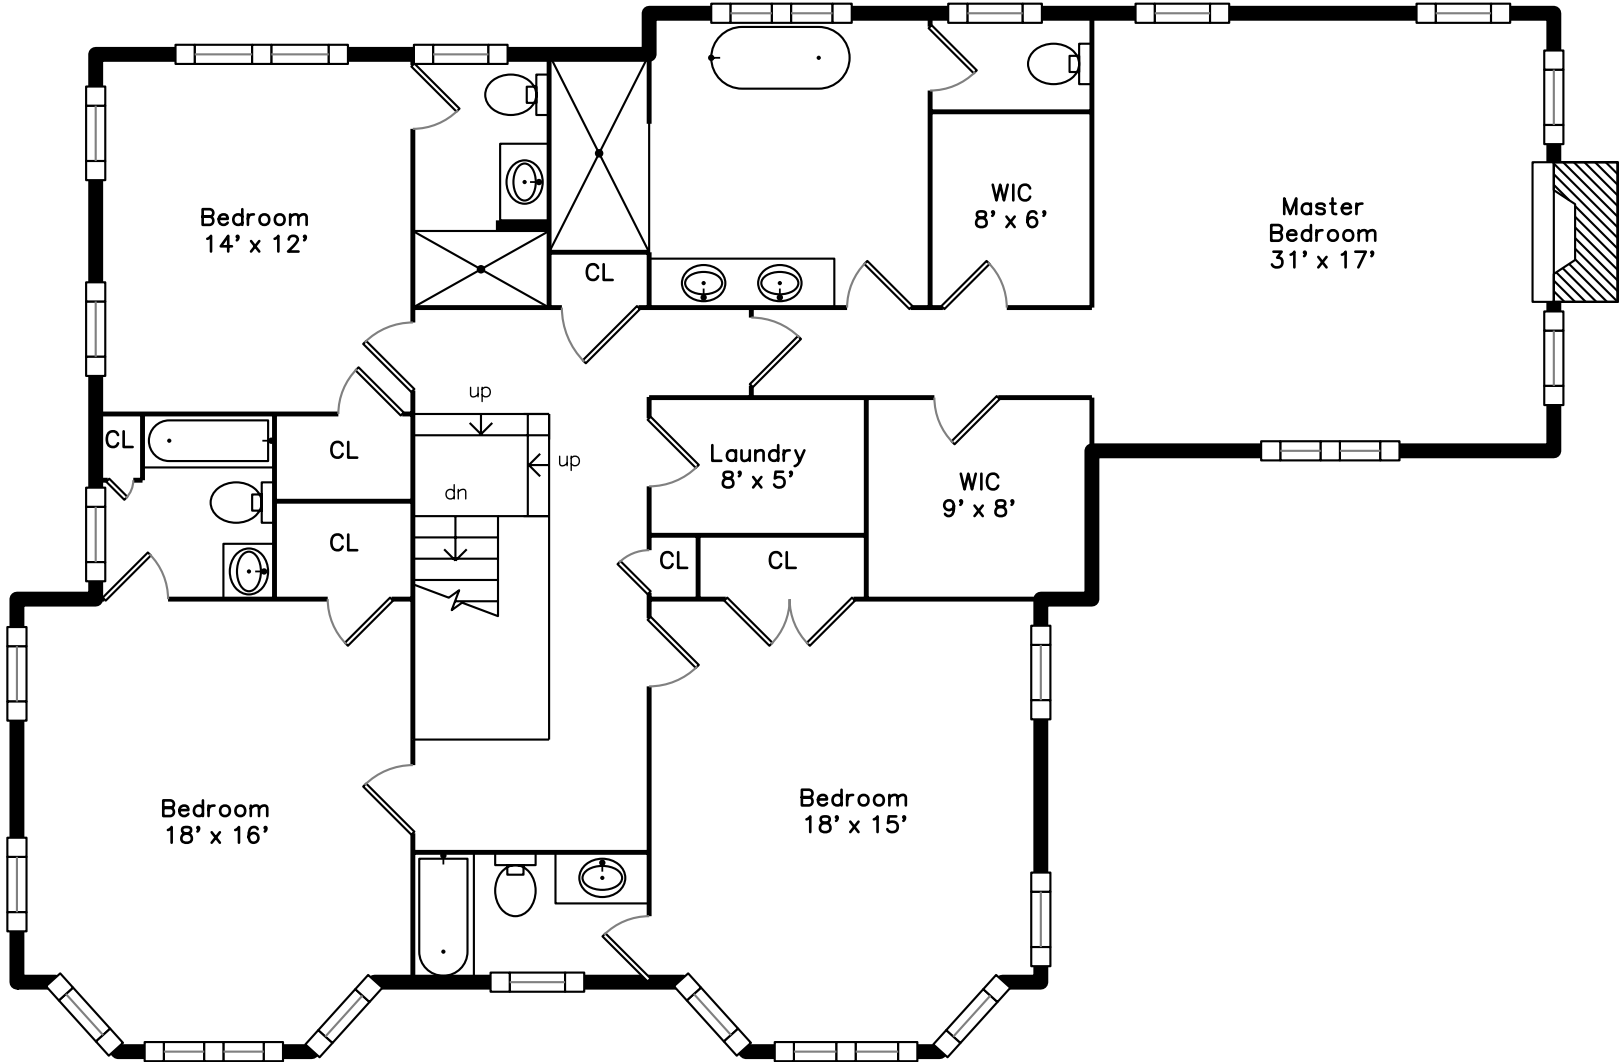 WIC
8' x 6'
Master
Bedroom
31' x 17'
Bedroom
14' x 12'
CL
up
CL
CL
up
Laundry
8' x 5'
WIC
9' x 8'
dn
CL
CL
CL
Bedroom
18' x 16'
Bedroom
18' x 15'